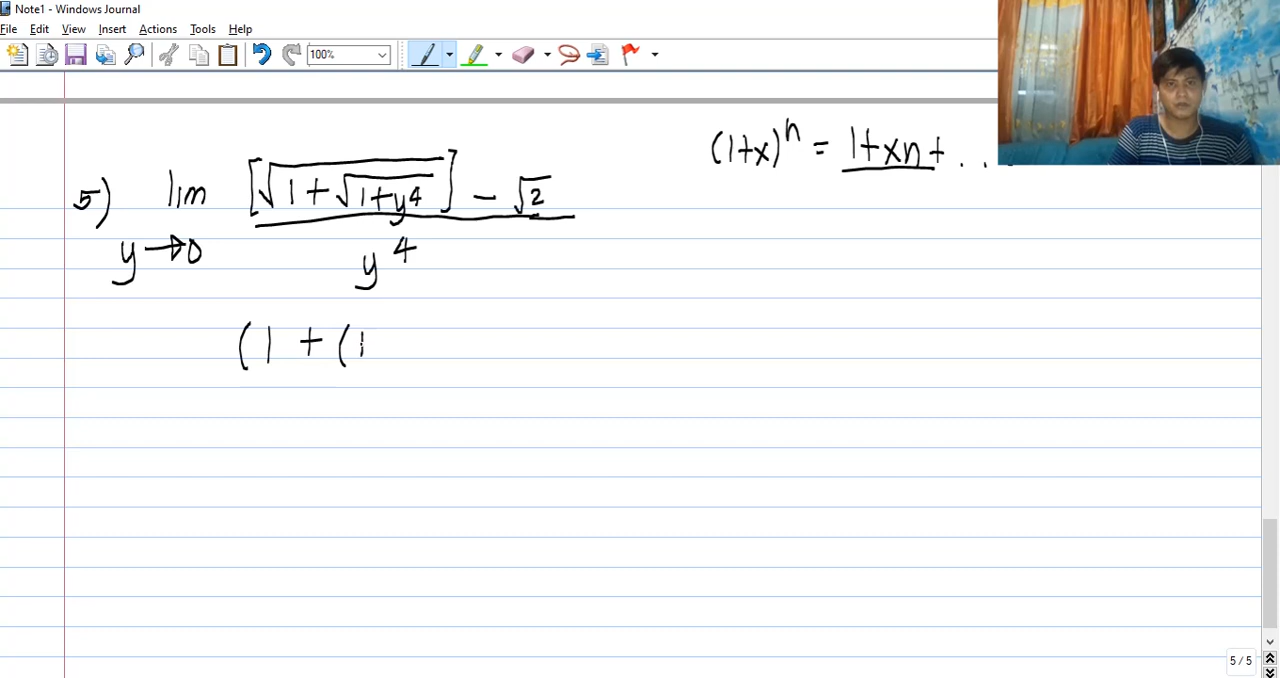 Note1 - Windows Journal
File Edit View Insert Actions Tools Help
100%
(1+x)^n = 1+xn+ ...
5) lim [√(1+√(1+y^4))] - √2
y→0 y^4
(1 + (1
5 / 5